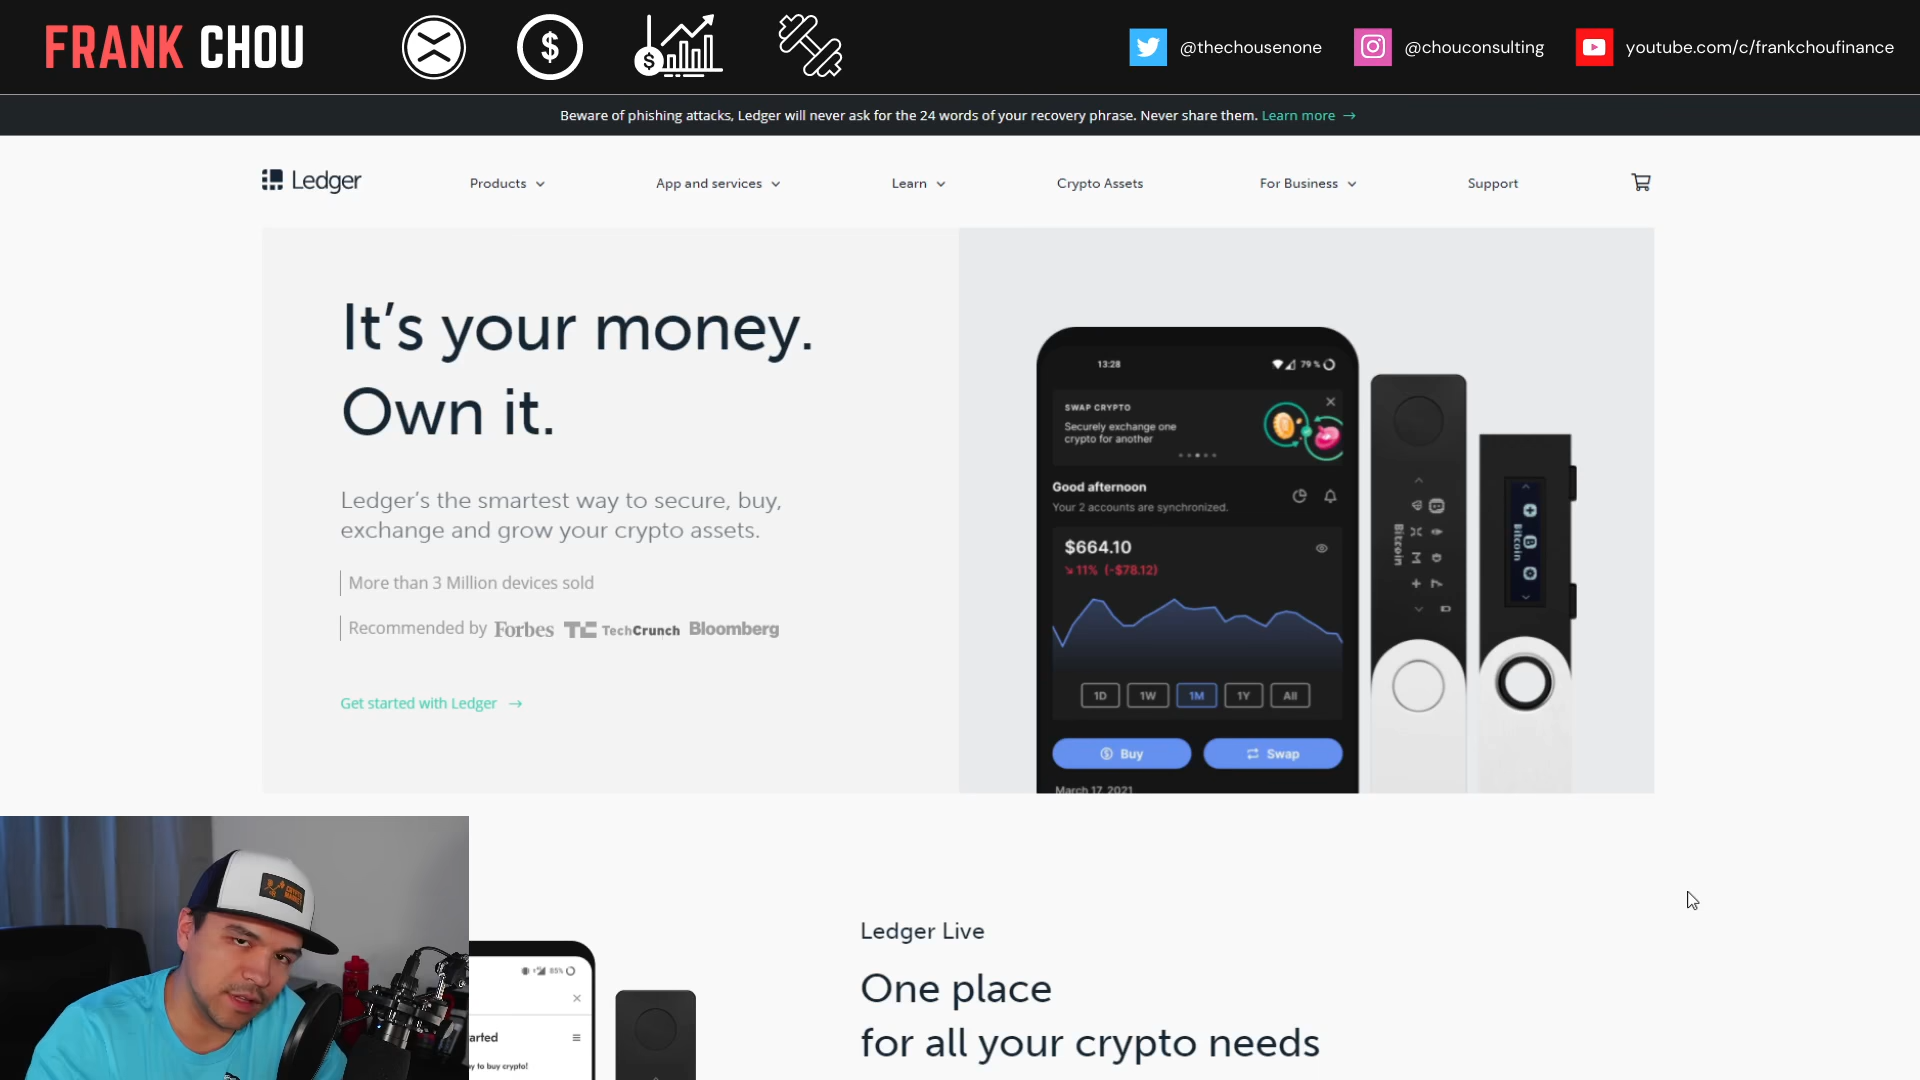 FRANK CHOU
@thechousenone
@chouconsulting
youtube.com/c/frankchoufinance
Beware of phishing attacks, Ledger will never ask for the 24 words of your recovery phrase. Never share them. Learn more →
Ledger
Products
App and services
Learn
Crypto Assets
For Business
Support
It's your money.
Own it.
Ledger's the smartest way to secure, buy,
exchange and grow your crypto assets.
More than 3 Million devices sold
Recommended by Forbes TC TechCrunch Bloomberg
Get started with Ledger →
13:28
79%
SWAP CRYPTO
Securely exchange one
crypto for another
Good afternoon
Your 2 accounts are synchronized.
$664.10
11% (-$78.12)
1D 1W 1M 1Y All
Buy
Swap
March 17, 2021
Bitcoin
Bitcoin
85%
arted
y to buy crypto!
Ledger Live
One place
for all your crypto needs